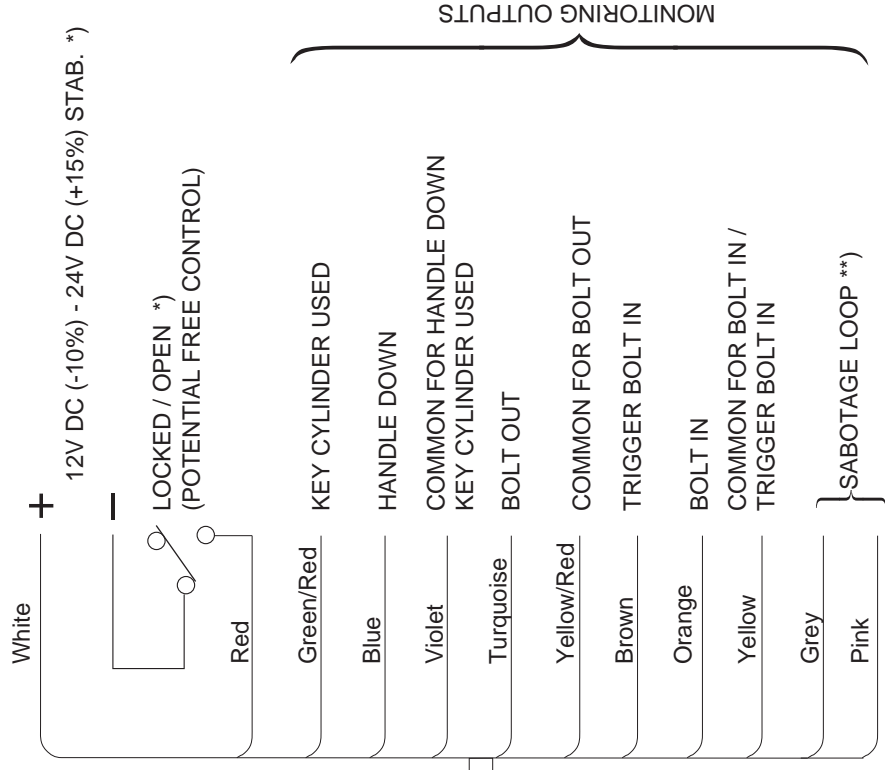 White
+
12V DC (-10%) - 24V DC (+15%) STAB. *)
-
LOCKED / OPEN *)
(POTENTIAL FREE CONTROL)
Red
Green/Red
KEY CYLINDER USED
Blue
HANDLE DOWN
Violet
COMMON FOR HANDLE DOWN
KEY CYLINDER USED
Turquoise
BOLT OUT
Yellow/Red
COMMON FOR BOLT OUT
Brown
TRIGGER BOLT IN
Orange
BOLT IN
Yellow
COMMON FOR BOLT IN /
TRIGGER BOLT IN
Grey
Pink
SABOTAGE LOOP **)
MONITORING OUTPUTS